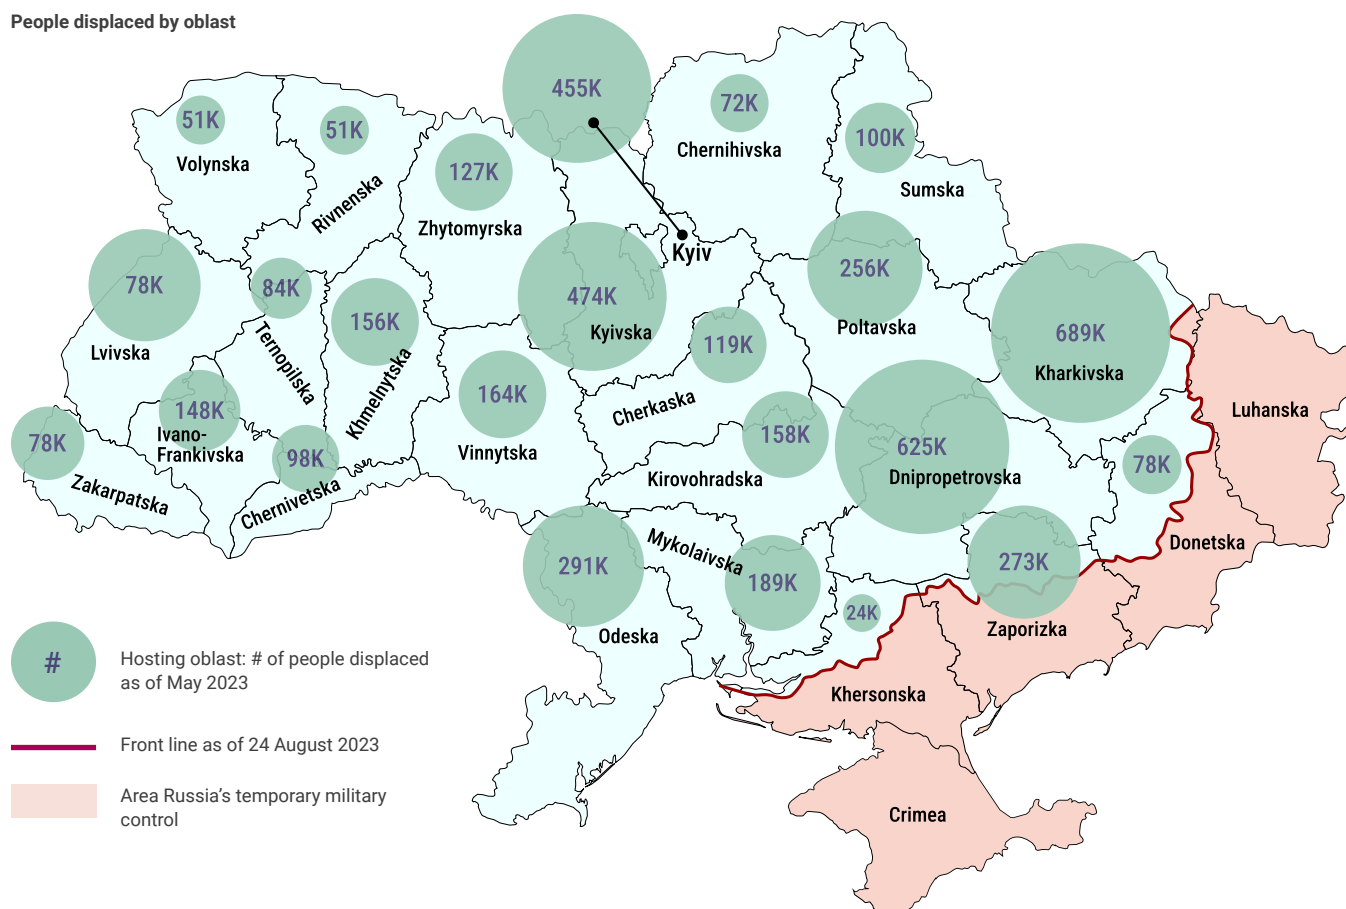 People displaced by oblast
455K
51K
Volynska
51K
Rivnenska
127K
Zhytomyrska
72K
Chernihivska
100K
Sumska
Kyiv
78K
Lvivska
84K
Ternopilska
156K
Khmelnytska
474K
Kyivska
256K
Poltavska
689K
Kharkivska
119K
Cherkaska
164K
Vinnytska
148K
Ivano-
Frankivska
78K
Zakarpatska
98K
Chernivetska
158K
Kirovohradska
625K
Dnipropetrovska
78K
Donetska
Luhanska
291K
Odeska
Mykolaivska
189K
24K
Khersonska
273K
Zaporizka
Crimea
#
Hosting oblast: # of people displaced
as of May 2023
Front line as of 24 August 2023
Area Russia’s temporary military
control